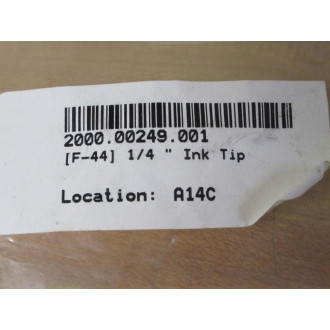 2000.00249.001
[F-44] 1/4 " Ink Tip
Location: A14C